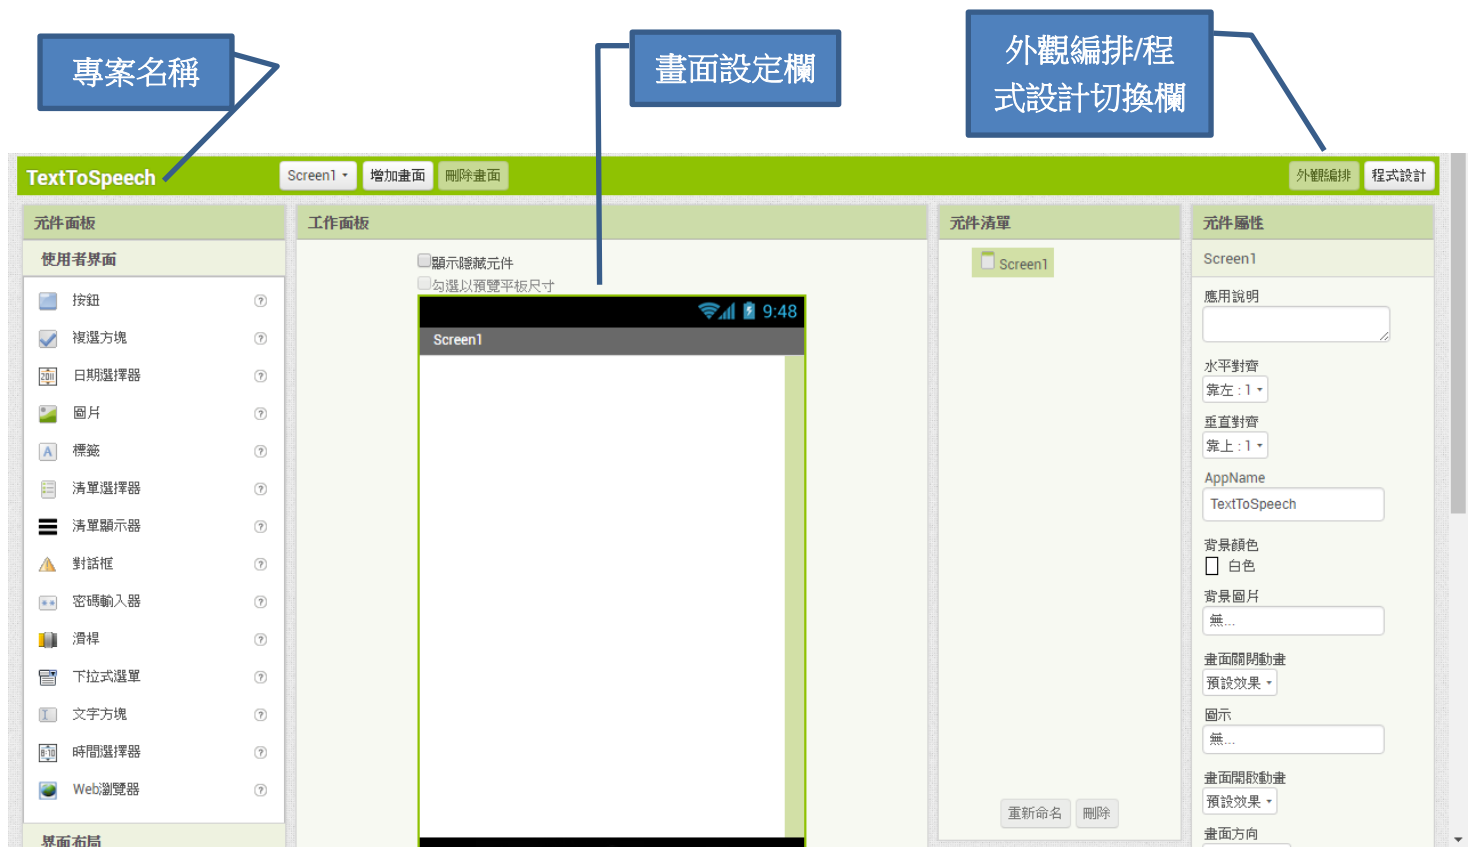 專案名稱
畫面設定欄
外觀編排/程
式設計切換欄
TextToSpeech
Screen1
增加畫面
刪除畫面
外觀編排
程式設計
元件面板
使用者界面
按鈕
複選方塊
日期選擇器
圖片
標籤
清單選擇器
清單顯示器
對話框
密碼輸入器
滑桿
下拉式選單
文字方塊
時間選擇器
Web瀏覽器
界面布局
工作面板
顯示隱藏元件
勾選以預覽平板尺寸
9:48
Screen1
元件清單
Screen1
重新命名
刪除
元件屬性
Screen1
應用說明
水平對齊
靠左 : 1
垂直對齊
靠上 : 1
AppName
TextToSpeech
背景顏色
白色
背景圖片
無...
畫面關閉動畫
預設效果
圖示
無...
畫面開啟動畫
預設效果
畫面方向